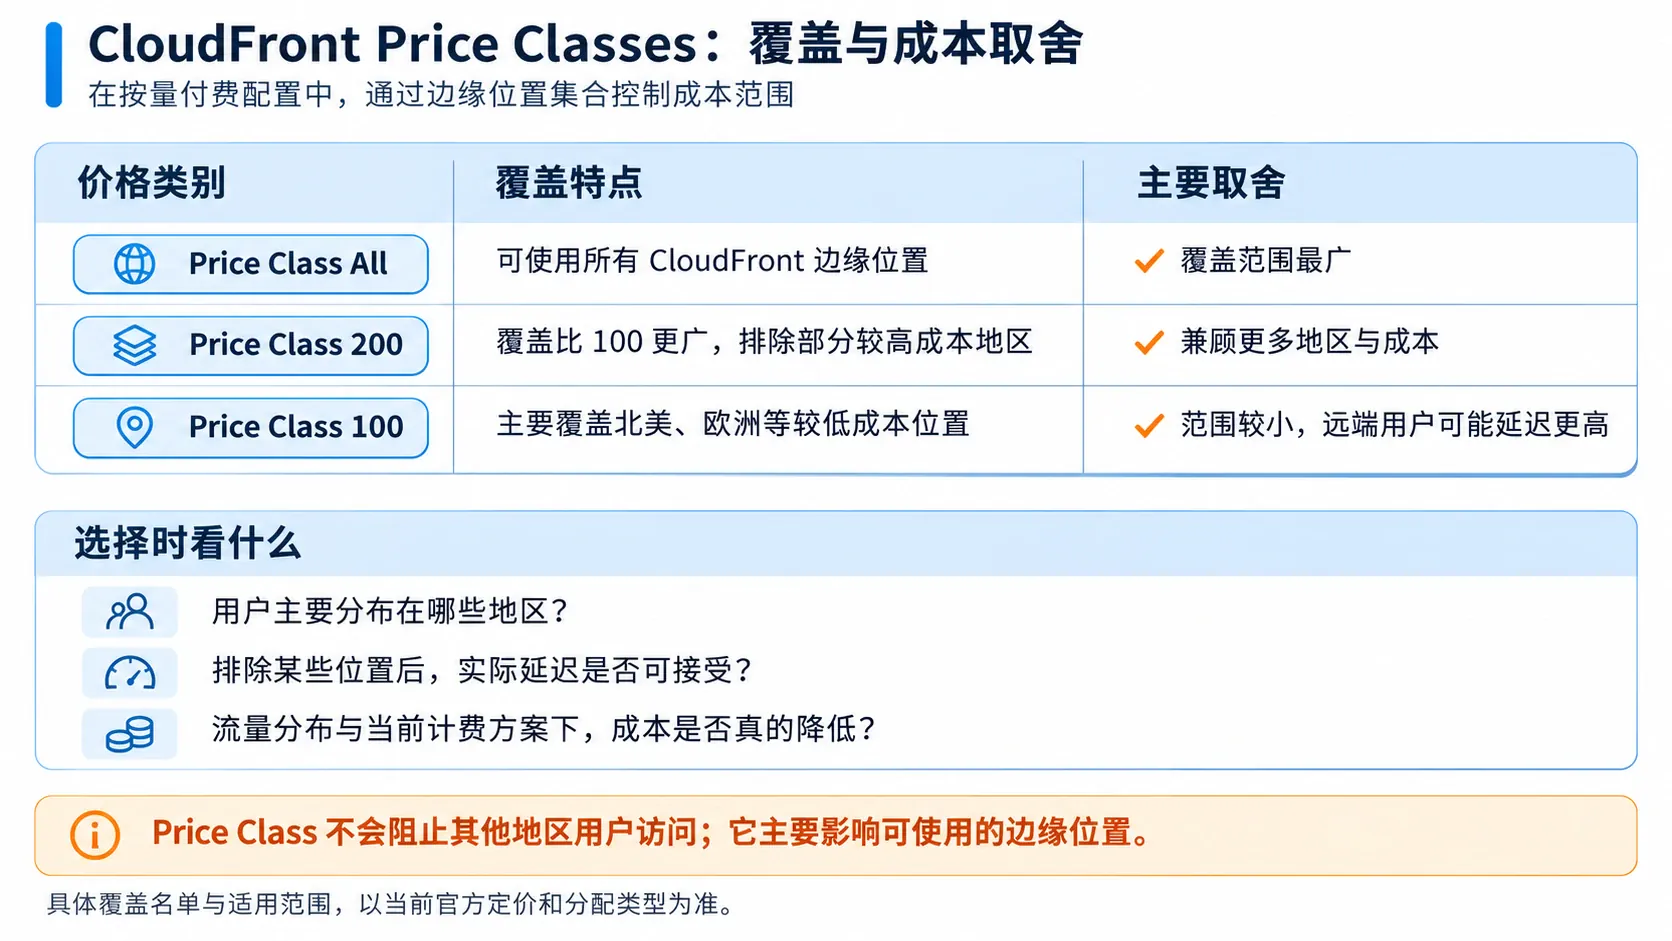 CloudFront Price Classes：覆盖与成本取舍
在按量付费配置中，通过边缘位置集合控制成本范围
价格类别
覆盖特点
主要取舍
Price Class All
可使用所有 CloudFront 边缘位置
覆盖范围最广
Price Class 200
覆盖比 100 更广，排除部分较高成本地区
兼顾更多地区与成本
Price Class 100
主要覆盖北美、欧洲等较低成本位置
范围较小，远端用户可能延迟更高
选择时看什么
用户主要分布在哪些地区？
排除某些位置后，实际延迟是否可接受？
流量分布与当前计费方案下，成本是否真的降低？
Price Class 不会阻止其他地区用户访问；它主要影响可使用的边缘位置。
具体覆盖名单与适用范围，以当前官方定价和分配类型为准。